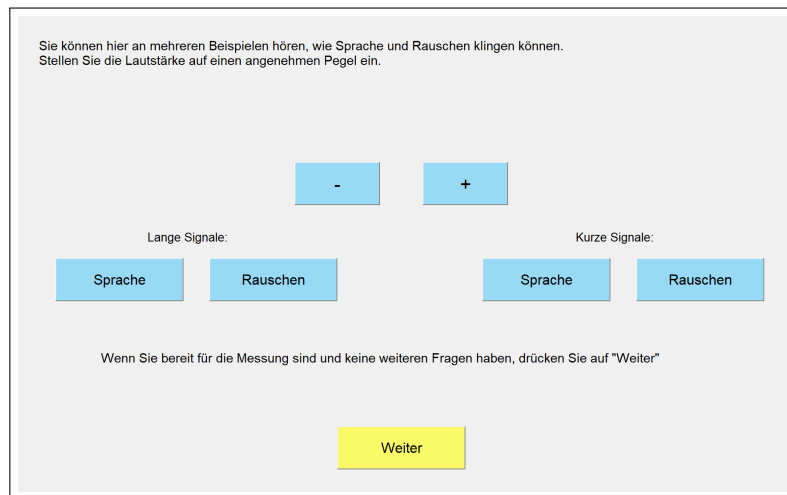 Sie können hier an mehreren Beispielen hören, wie Sprache und Rauschen klingen können.
Stellen Sie die Lautstärke auf einen angenehmen Pegel ein.
- +
Lange Signale: Kurze Signale:
Sprache Rauschen Sprache Rauschen
Wenn Sie bereit für die Messung sind und keine weiteren Fragen haben, drücken Sie auf "Weiter"
Weiter